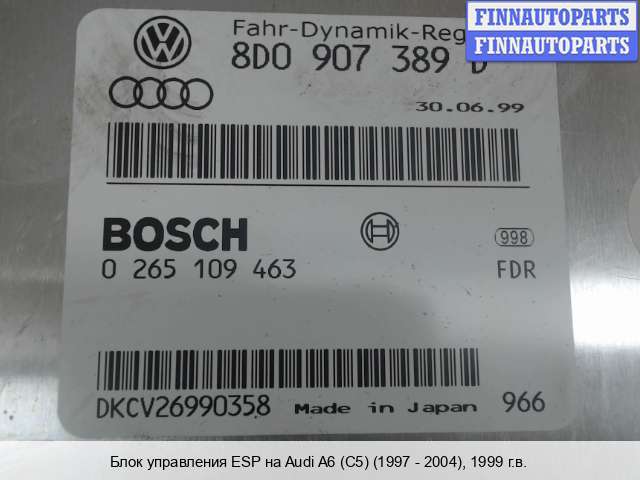 Fahr-Dynamik-Reg
FINNAUTOPARTS
FINNAUTOPARTS
8D0 907 389
30.06.99
BOSCH
998
0 265 109 463 FDR
DKCV26990358 Made in Japan 966
Блок управления ESP на Audi A6 (C5) (1997 - 2004), 1999 г.в.